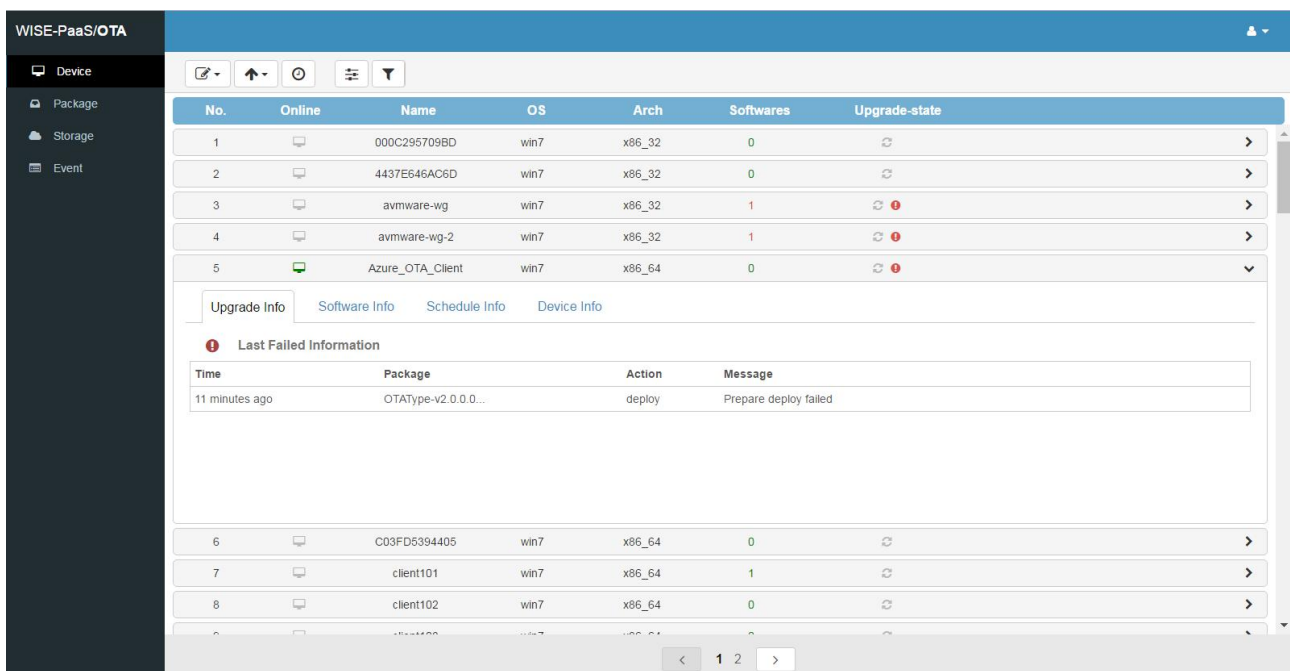 WISE-PaaS/OTA
Device
Package
Storage
Event
No. Online Name OS Arch Softwares Upgrade-state
1 000C295709BD win7 x86_32 0
2 4437E646AC6D win7 x86_32 0
3 avmware-wg win7 x86_32 1
4 avmware-wg-2 win7 x86_32 1
5 Azure_OTA_Client win7 x86_64 0
Upgrade Info Software Info Schedule Info Device Info
Last Failed Information
Time Package Action Message
11 minutes ago OTAType-v2.0.0.0... deploy Prepare deploy failed
6 C03FD5394405 win7 x86_64 0
7 client101 win7 x86_64 1
8 client102 win7 x86_64 0
1 2